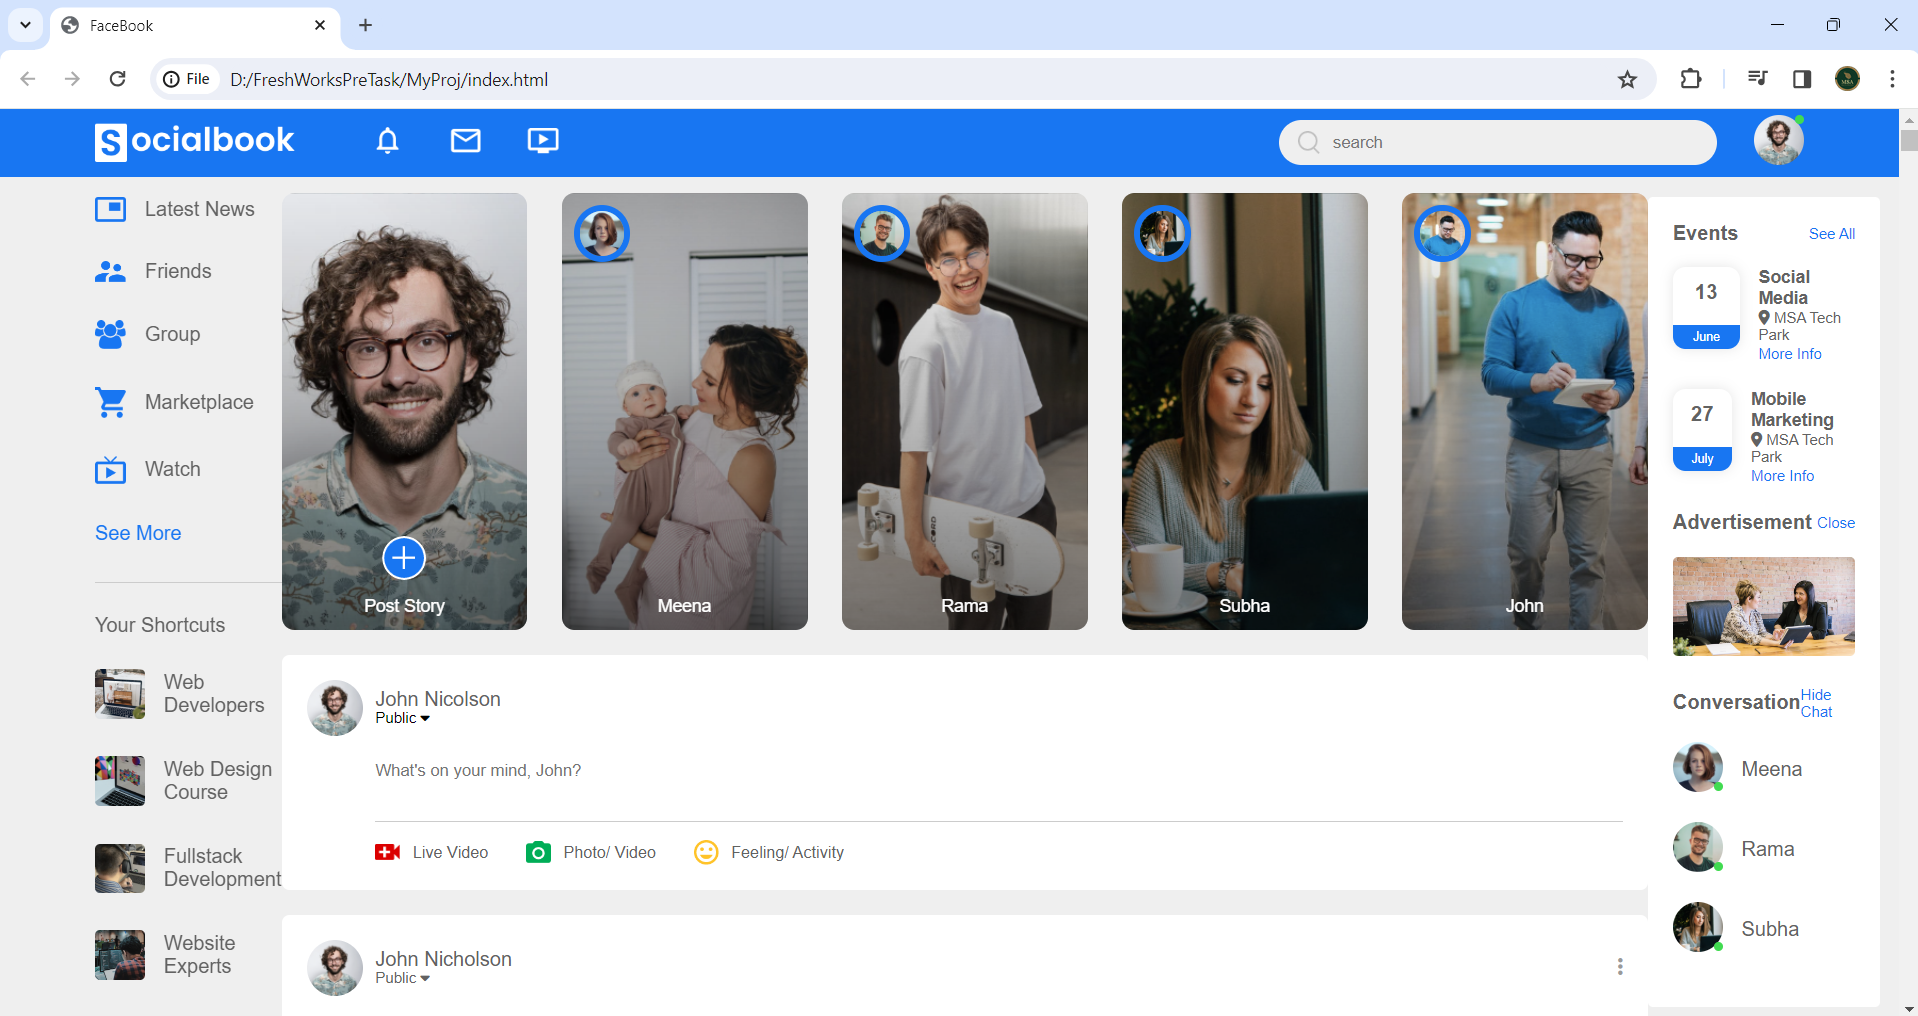 FaceBook
File
D:/FreshWorksPreTask/MyProj/index.html
Socialbook
search
Latest News
Friends
Group
Marketplace
Watch
See More
Your Shortcuts
Web
Developers
Web Design
Course
Fullstack
Development
Website
Experts
Post Story
Meena
Rama
Subha
John
John Nicolson
Public
What's on your mind, John?
Live Video
Photo/ Video
Feeling/ Activity
John Nicholson
Public
Events
See All
13
June
Social
Media
MSA Tech
Park
More Info
27
July
Mobile
Marketing
MSA Tech
Park
More Info
Advertisement
Close
Conversation
Hide
Chat
Meena
Rama
Subha